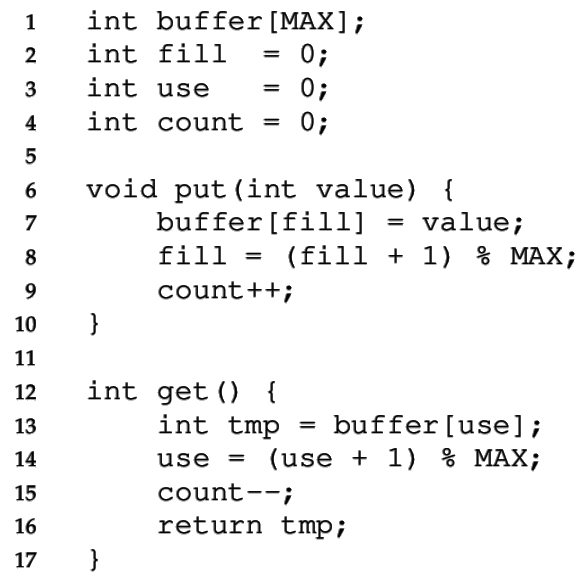 1 int buffer[MAX];
2 int fill  = 0;
3 int use   = 0;
4 int count = 0;
5
6 void put(int value) {
7     buffer[fill] = value;
8     fill = (fill + 1) % MAX;
9     count++;
10 }
11
12 int get() {
13     int tmp = buffer[use];
14     use = (use + 1) % MAX;
15     count--;
16     return tmp;
17 }